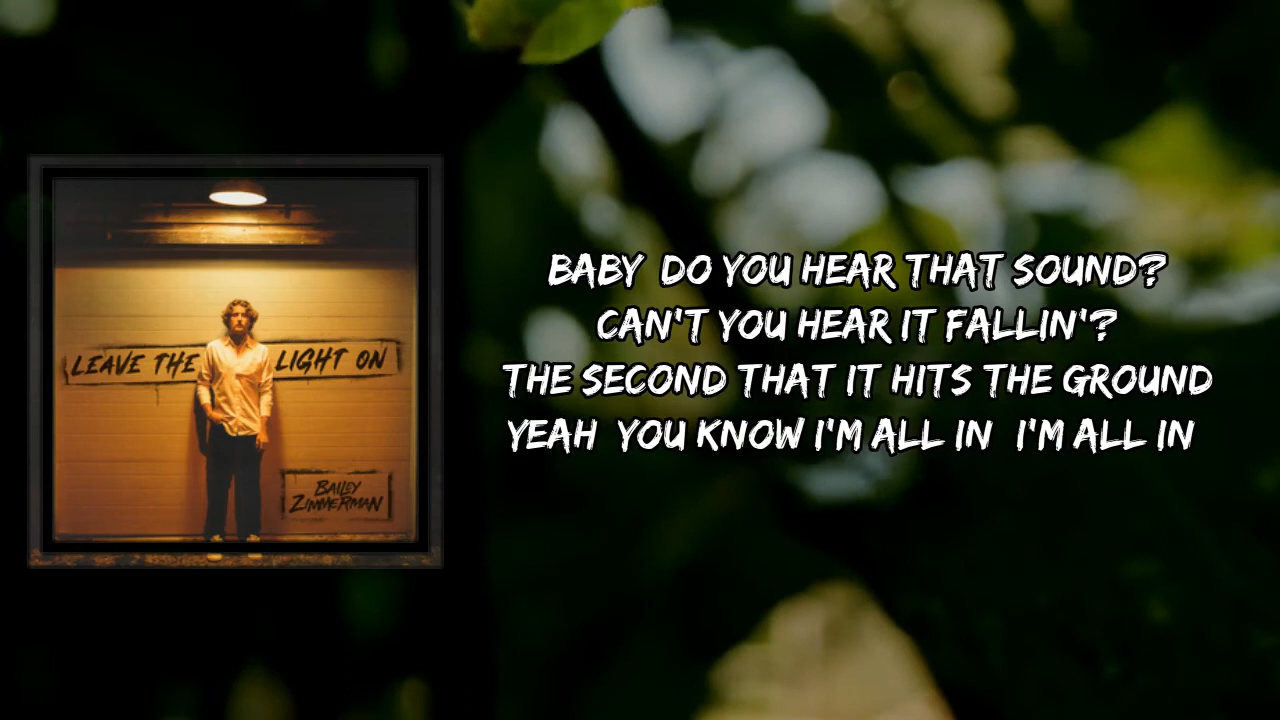 LEAVE THE LIGHT ON
BAILEY
ZIMMERMAN
BABY DO YOU HEAR THAT SOUND?
CAN'T YOU HEAR IT FALLIN'?
THE SECOND THAT IT HITS THE GROUND
YEAH YOU KNOW I'M ALL IN I'M ALL IN